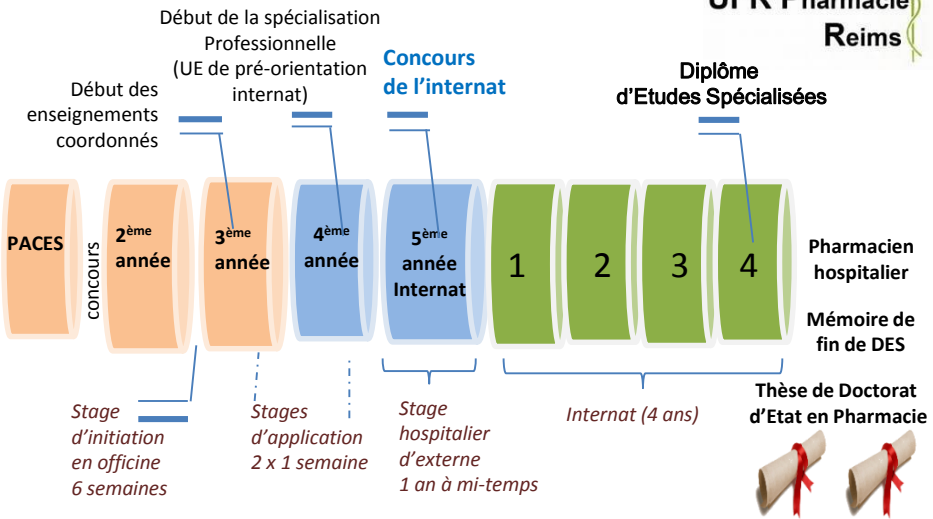 UFR Pharmacie
Reims
Début de la spécialisation
Professionnelle
(UE de pré-orientation
internat)
Concours
de l’internat
Diplôme
d’Etudes Spécialisées
Début des
enseignements
coordonnés
PACES
concours
2ème
année
3ème
année
4ème
année
5ème
année
Internat
1
2
3
4
Pharmacien
hospitalier
Mémoire de
fin de DES
Thèse de Doctorat
d’Etat en Pharmacie
Stage
d’initiation
en officine
6 semaines
Stages
d’application
2 x 1 semaine
Stage
hospitalier
d’externe
1 an à mi-temps
Internat (4 ans)